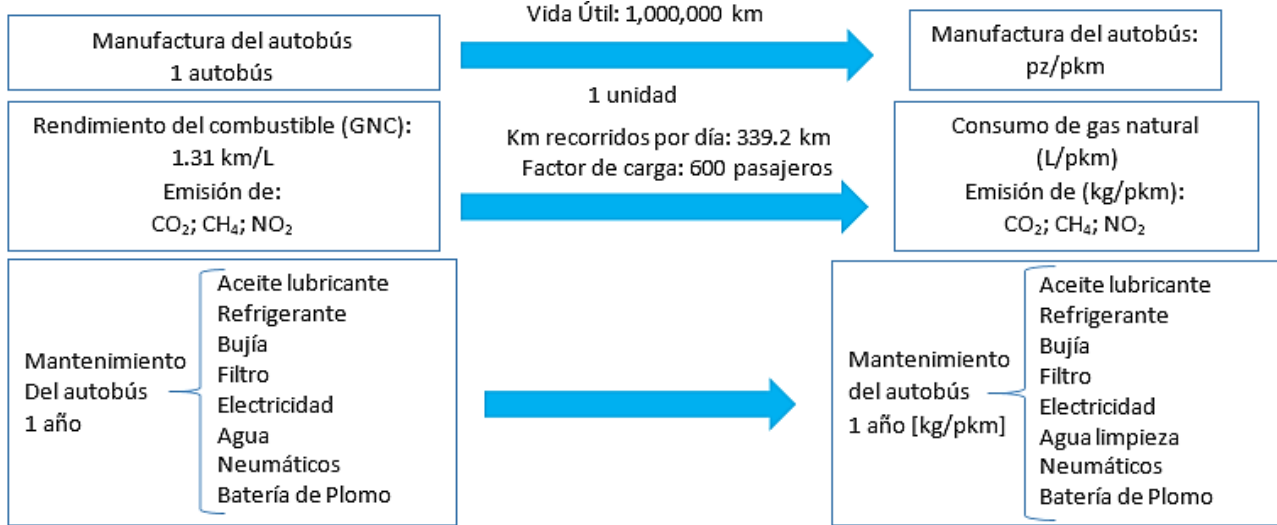 Manufactura del autobús
1 autobús
Vida Útil: 1,000,000 km
Manufactura del autobús:
pz/pkm
Rendimiento del combustible (GNC):
1.31 km/L
Emisión de:
CO₂; CH₄; NO₂
1 unidad
Km recorridos por día: 339.2 km
Factor de carga: 600 pasajeros
Consumo de gas natural
(L/pkm)
Emisión de (kg/pkm):
CO₂; CH₄; NO₂
Mantenimiento
Del autobús
1 año
Aceite lubricante
Refrigerante
Bujía
Filtro
Electricidad
Agua
Neumáticos
Batería de Plomo
Mantenimiento
del autobús
1 año [kg/pkm]
Aceite lubricante
Refrigerante
Bujía
Filtro
Electricidad
Agua limpieza
Neumáticos
Batería de Plomo